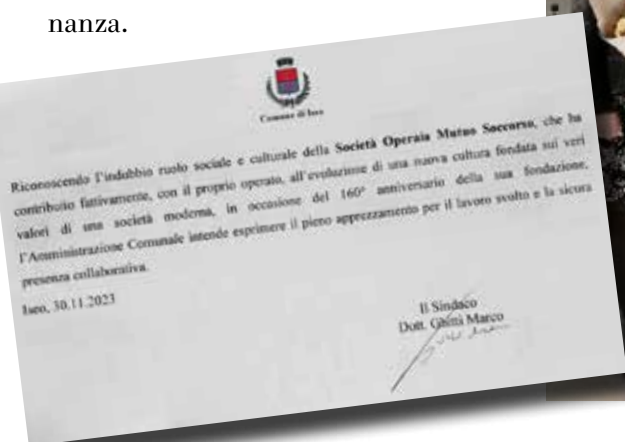 nanza.
Comune di Iseo
Riconoscendo l'indubbio ruolo sociale e culturale della Società Operaia Mutuo Soccorso, che ha
contribuito fattivamente, con il proprio operato, all'evoluzione di una nuova cultura fondata sui veri
valori di una società moderna, in occasione del 160° anniversario della sua fondazione,
l'Amministrazione Comunale intende esprimere il pieno apprezzamento per il lavoro svolto e la sicura
presenza collaborativa.
Iseo, 30.11.2023
Il Sindaco
Dott. Ghitti Marco